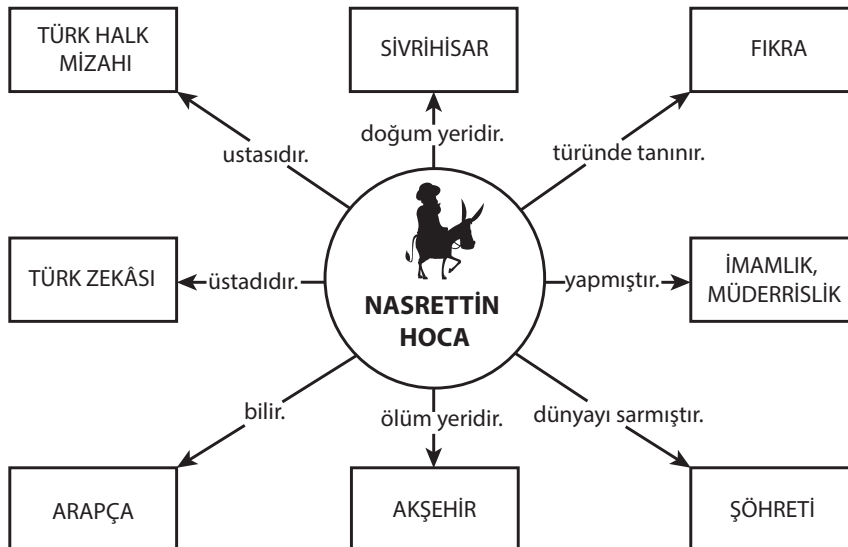 TÜRK HALK
MİZAHI
SİVRİHİSAR
FIKRA
ustasıdır.
doğum yeridir.
türünde tanınır.
TÜRK ZEKÂSI
üstadıdır.
NASRETTİN
HOCA
yapmıştır.
İMAMLIK,
MÜDERRİSLİK
bilir.
ölüm yeridir.
dünyayı sarmıştır.
ARAPÇA
AKŞEHİR
ŞÖHRETİ